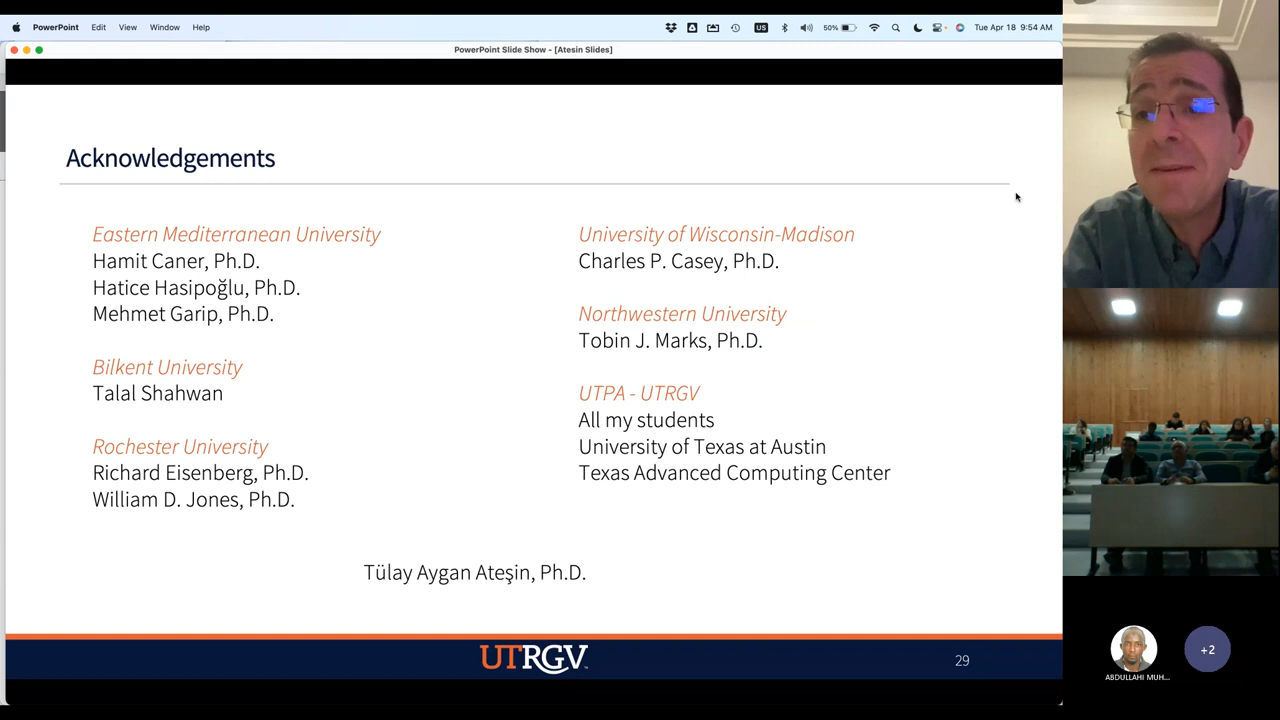 PowerPoint Edit View Window Help
US 50% Tue Apr 18 9:54 AM
PowerPoint Slide Show - [Atesin Slides]
Acknowledgements
Eastern Mediterranean University
Hamit Caner, Ph.D.
Hatice Hasipoğlu, Ph.D.
Mehmet Garip, Ph.D.
Bilkent University
Talal Shahwan
Rochester University
Richard Eisenberg, Ph.D.
William D. Jones, Ph.D.
University of Wisconsin-Madison
Charles P. Casey, Ph.D.
Northwestern University
Tobin J. Marks, Ph.D.
UTPA - UTRGV
All my students
University of Texas at Austin
Texas Advanced Computing Center
Tülay Aygan Ateşin, Ph.D.
UTRGV
29
+2
ABDULLAHI MUH...